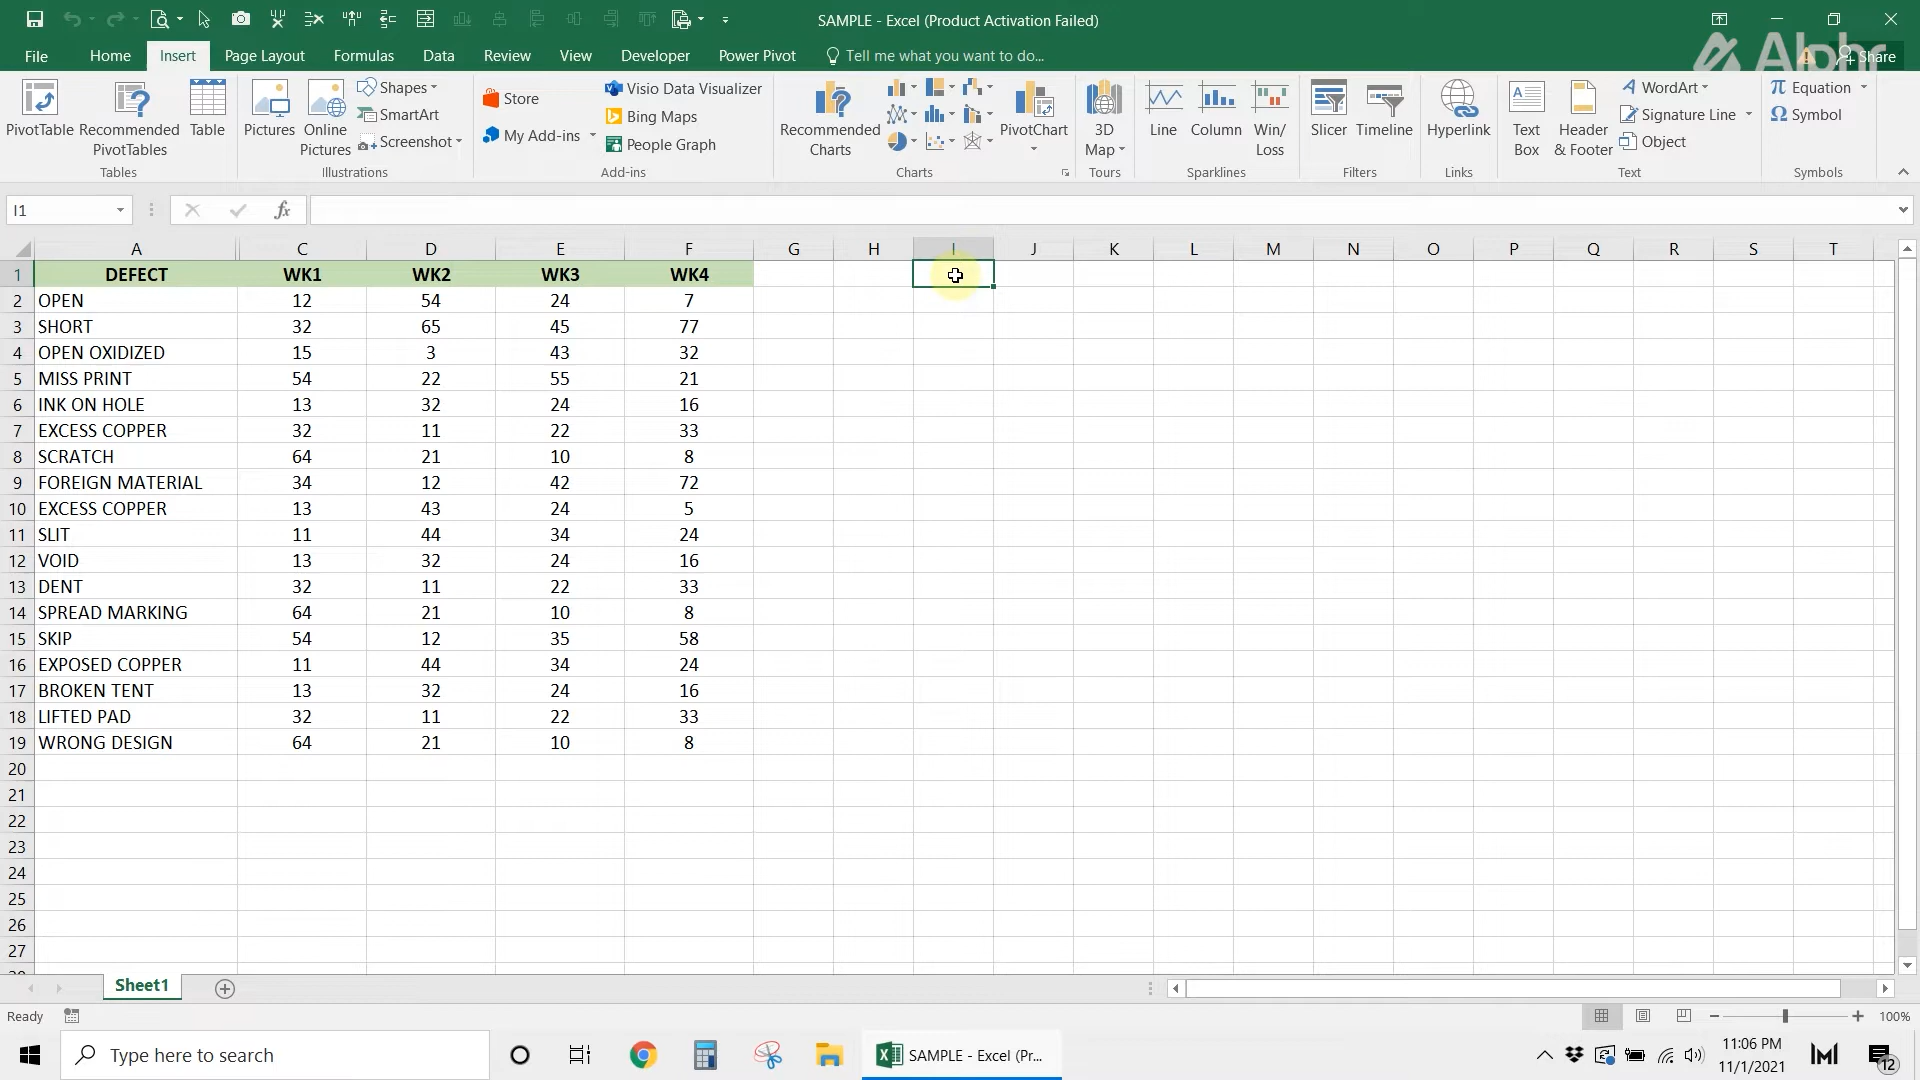 SAMPLE - Excel (Product Activation Failed)
File Home Insert Page Layout Formulas Data Review View Developer Power Pivot Tell me what you want to do... Share
Alphr
PivotTable Recommended PivotTables Table
Tables
Pictures Online Pictures Shapes SmartArt Screenshot
Illustrations
Store My Add-ins Visio Data Visualizer Bing Maps People Graph
Add-ins
Recommended Charts PivotChart
Charts
3D Map
Tours
Line Column Win/ Loss
Sparklines
Slicer Timeline
Filters
Hyperlink
Links
Text Box Header & Footer WordArt Signature Line Object
Text
π Equation Ω Symbol
Symbols
I1 fx
A C D E F G H I J K L M N O P Q R S T
1 DEFECT WK1 WK2 WK3 WK4
2 OPEN 12 54 24 7
3 SHORT 32 65 45 77
4 OPEN OXIDIZED 15 3 43 32
5 MISS PRINT 54 22 55 21
6 INK ON HOLE 13 32 24 16
7 EXCESS COPPER 32 11 22 33
8 SCRATCH 64 21 10 8
9 FOREIGN MATERIAL 34 12 42 72
10 EXCESS COPPER 13 43 24 5
11 SLIT 11 44 34 24
12 VOID 13 32 24 16
13 DENT 32 11 22 33
14 SPREAD MARKING 64 21 10 8
15 SKIP 54 12 35 58
16 EXPOSED COPPER 11 44 34 24
17 BROKEN TENT 13 32 24 16
18 LIFTED PAD 32 11 22 33
19 WRONG DESIGN 64 21 10 8
20
21
22
23
24
25
26
27
Sheet1
Ready 100%
Type here to search SAMPLE - Excel (Pr... 11:06 PM
11/1/2021 12